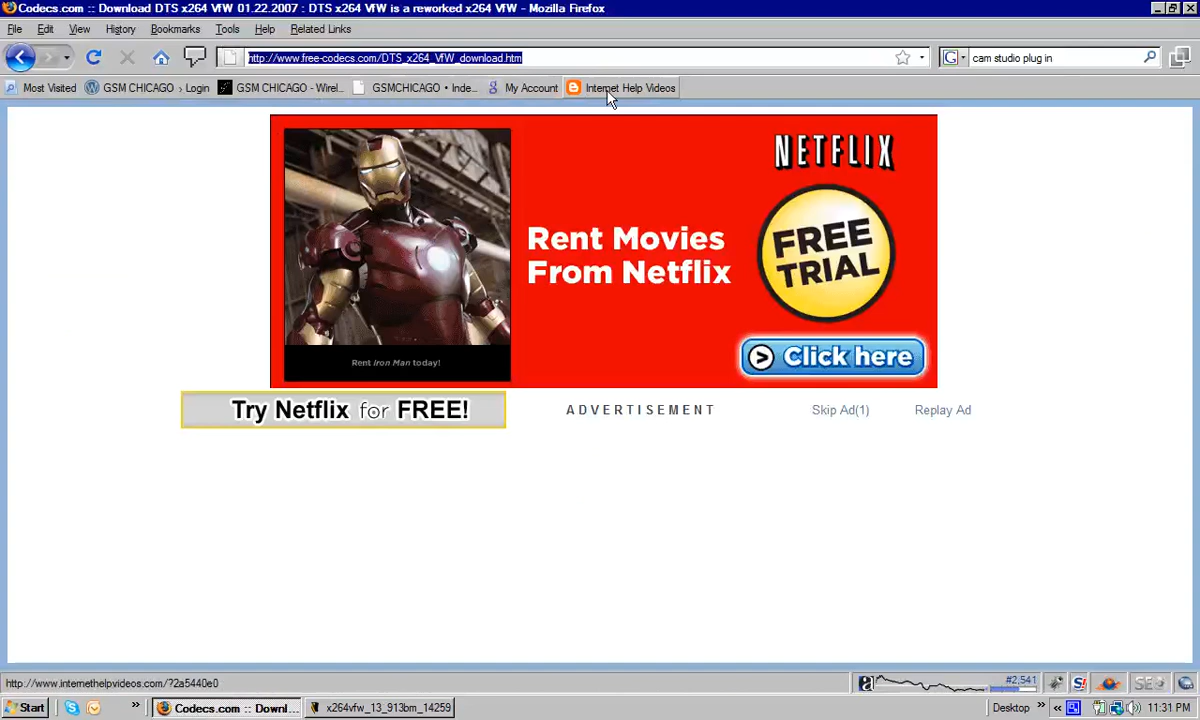 Codecs.com :: Download DTS x264 VfW 01.22.2007 : DTS x264 VfW is a reworked x264 VfW - Mozilla Firefox
File Edit View History Bookmarks Tools Help Related Links
http://www.free-codecs.com/DTS_x264_VfW_download.htm
cam studio plug in
Most Visited GSM CHICAGO › Login GSM CHICAGO - Wirel... GSMCHICAGO • Inde... My Account Internet Help Videos
NETFLIX
Rent Movies
From Netflix
FREE
TRIAL
Click here
Rent Iron Man today!
Try Netflix for FREE!
ADVERTISEMENT
Skip Ad(1)
Replay Ad
http://www.internethelpvideos.com/?2a5440e0
#2,541
SEO
Start
Codecs.com :: Downl...
x264vfw_13_913bm_14259
Desktop
11:31 PM